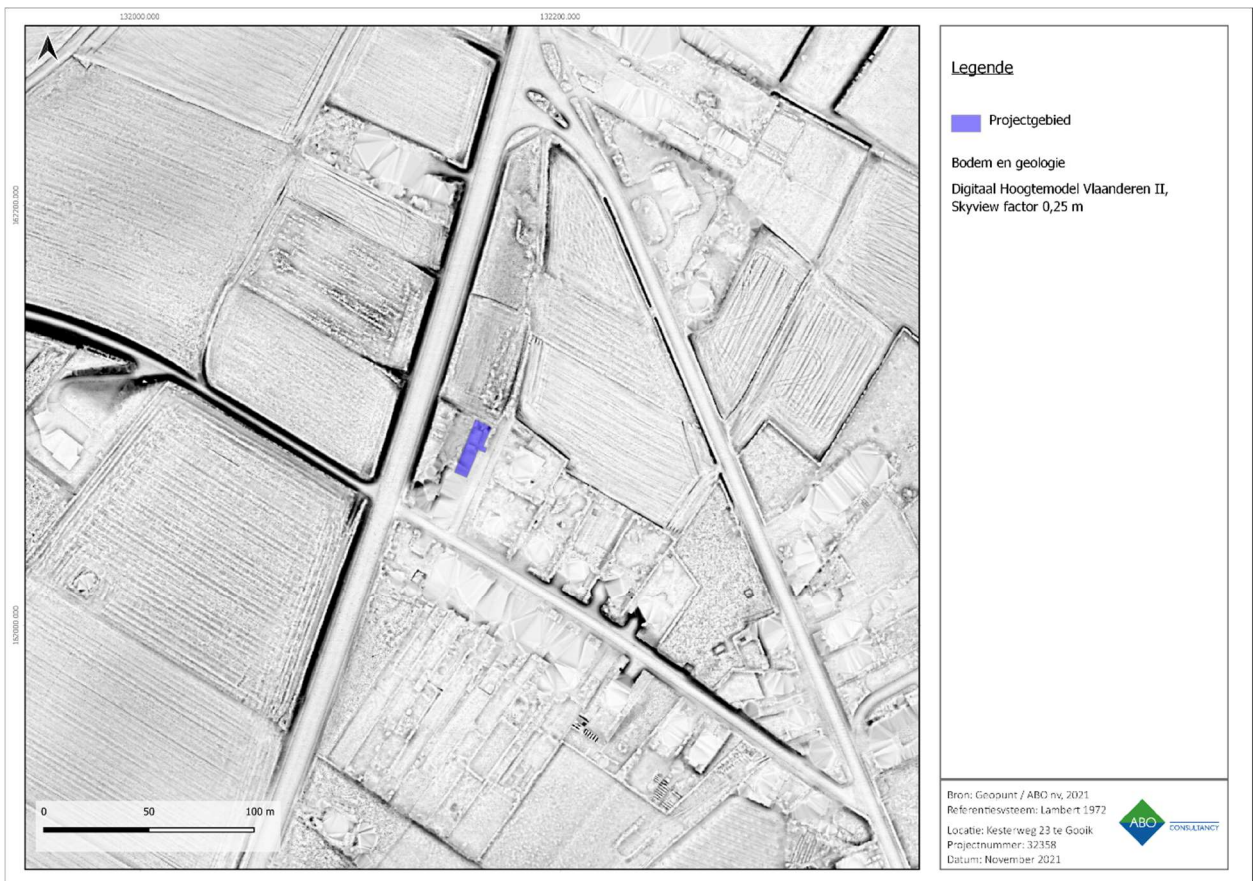 132000.000
132200.000
162200.000
162000.000
0 50 100 m
Legende
Projectgebied
Bodem en geologie
Digitaal Hoogtemodel Vlaanderen II,
Skyview factor 0,25 m
Bron: Geopunt / ABO nv, 2021
Referentiesysteem: Lambert 1972
Locatie: Kesterweg 23 te Gooik
Projectnummer: 32358
Datum: November 2021
ABO CONSULTANCY